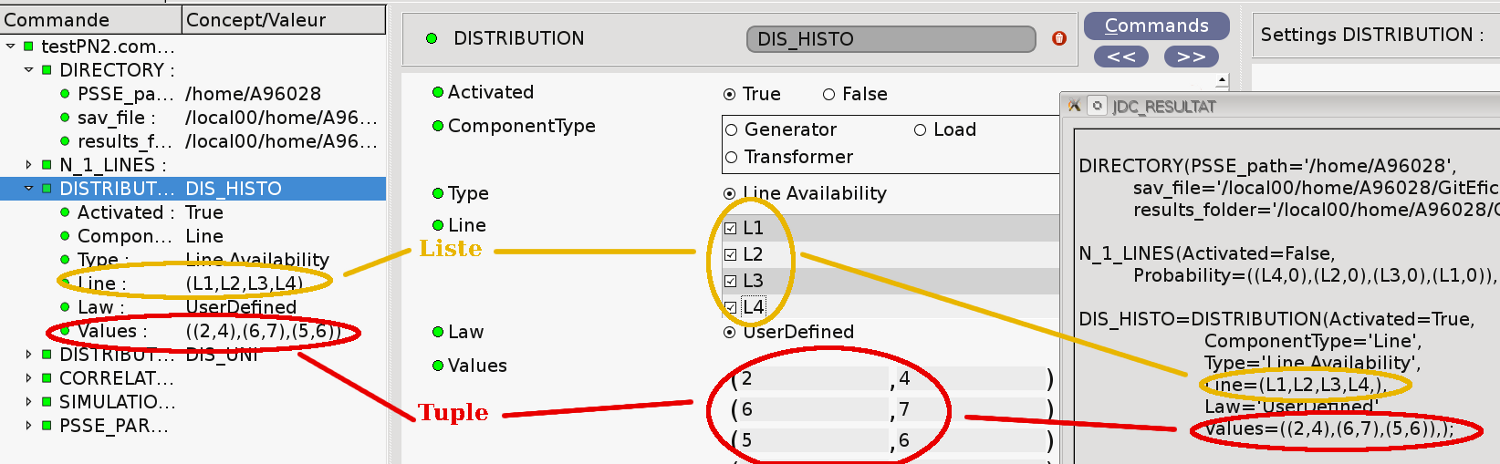 Commande Concept/Valeur
testPN2.com...
DIRECTORY :
PSSE_pa... /home/A96028
sav_file : /local00/home/A96...
results_f... /local00/home/A96...
N_1_LINES :
DISTRIBUT... DIS_HISTO
Activated : True
Compon... Line
Type : Line Availability
Line : (L1,L2,L3,L4)
Law : UserDefined
Values : ((2,4),(6,7),(5,6))
DISTRIBUT... DIS_UNI
CORRELAT...
SIMULATIO...
PSSE_PAR...
Liste
Tuple
DISTRIBUTION DIS_HISTO
Commands
<< >>
Activated True False
ComponentType Generator Load
Transformer
Type Line Availability
Line L1
L2
L3
L4
Law UserDefined
Values (2 ,4 )
(6 ,7 )
(5 ,6 )
Settings DISTRIBUTION :
JDC_RESULTAT
DIRECTORY(PSSE_path='/home/A96028',
sav_file='/local00/home/A96028/GitEfic
results_folder='/local00/home/A96028/
N_1_LINES(Activated=False,
Probability=((L4,0),(L2,0),(L3,0),(L1,0)),
DIS_HISTO=DISTRIBUTION(Activated=True,
ComponentType='Line',
Type='Line Availability',
Line=(L1,L2,L3,L4,),
Law='UserDefined'
Values=((2,4),(6,7),(5,6)),);